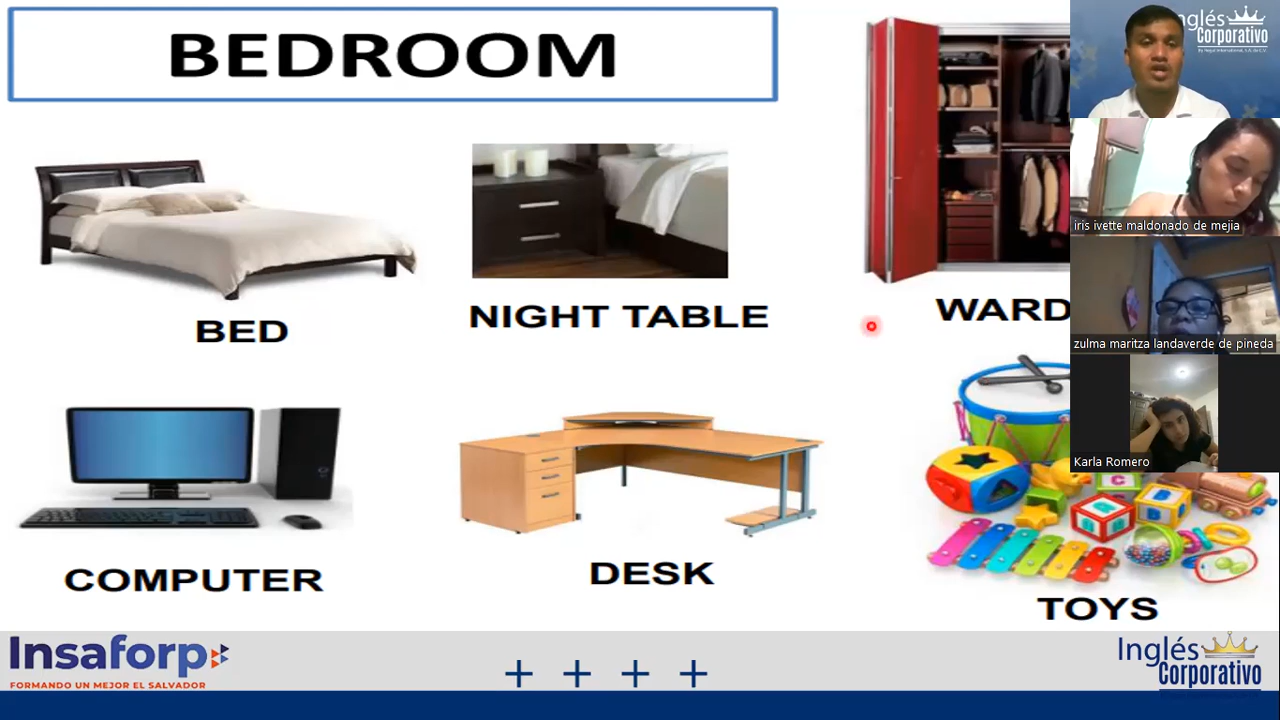 BEDROOM
BED
NIGHT TABLE
WARD
COMPUTER
DESK
TOYS
Inglés
Corporativo
iris ivette maldonado de mejia
zulma maritza landaverde de pineda
Karla Romero
Insaforp
FORMANDO UN MEJOR EL SALVADOR
Inglés
Corporativo